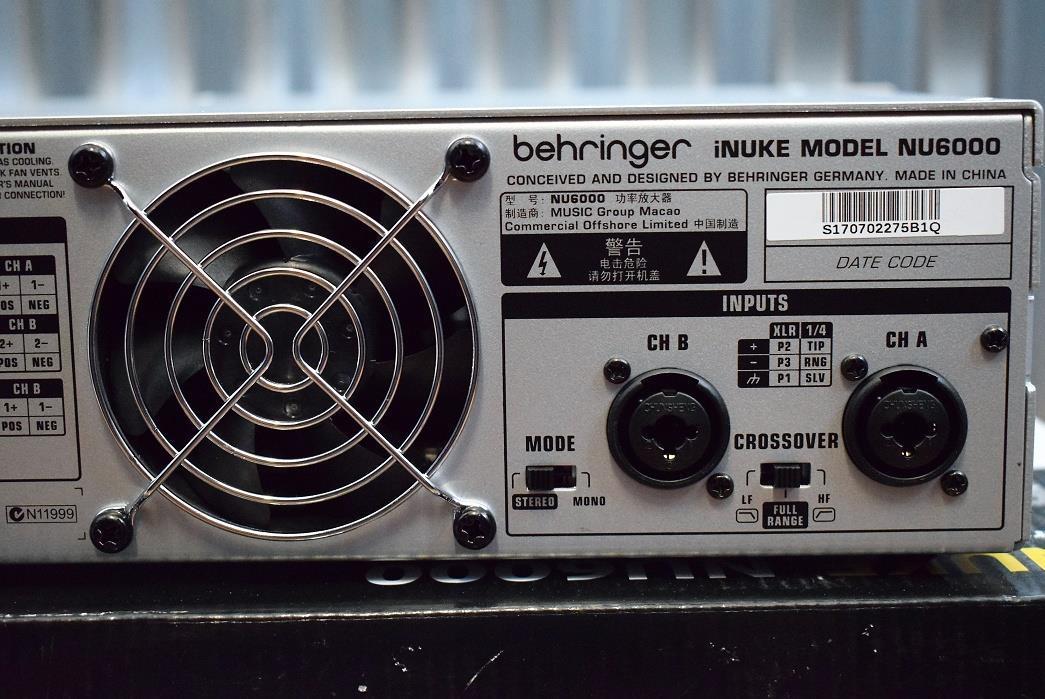 TION
AS COOLING.
K FAN VENTS.
R'S MANUAL
CONNECTION!
CH A
1+ 1-
POS NEG
CH B
2+ 2-
POS NEG
CH B
1+ 1-
POS NEG
N11999
behringer iNUKE MODEL NU6000
CONCEIVED AND DESIGNED BY BEHRINGER GERMANY. MADE IN CHINA
型 号: NU6000 功率放大器
制造商: MUSIC Group Macao
Commercial Offshore Limited 中国制造
警告
电击危险
请勿打开机盖
S170702275B1Q
DATE CODE
INPUTS
CH B
XLR 1/4
+ P2 TIP
- P3 RNG
P1 SLV
CH A
CHUNSHENG
CHUNSHENG
MODE
STEREO MONO
CROSSOVER
LF HF
FULL
RANGE
NU6000